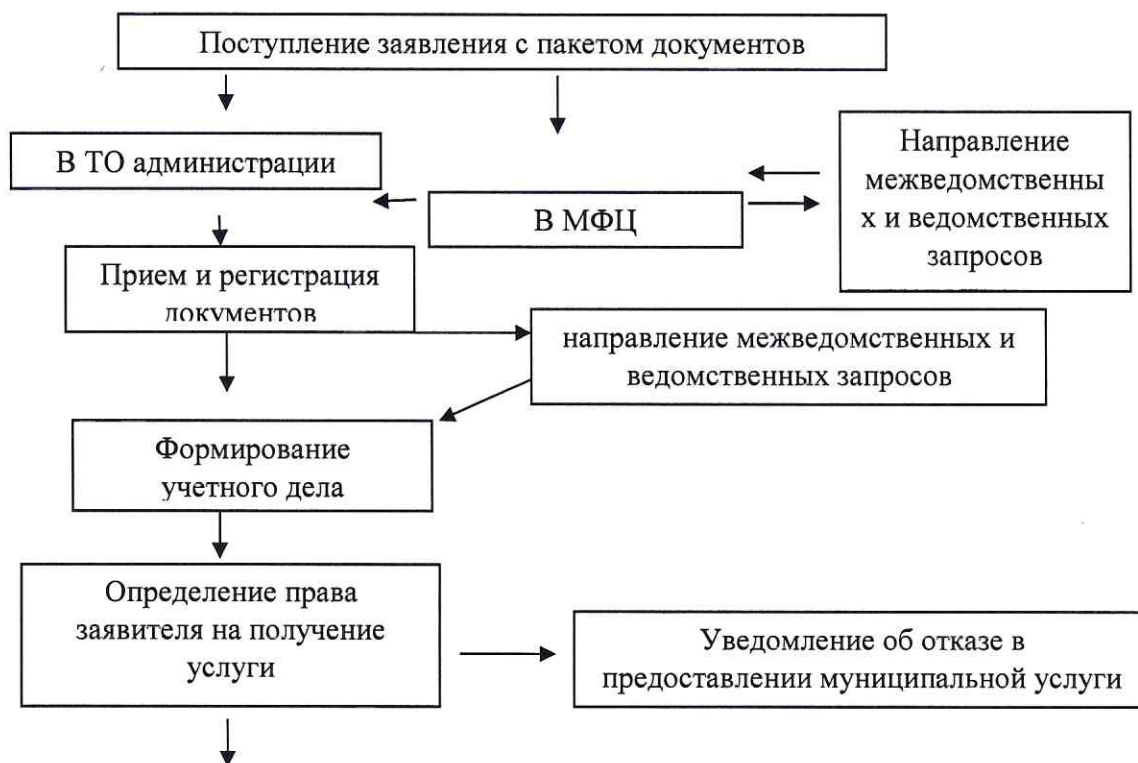 Поступление заявления с пакетом документов
В ТО администрации
В МФЦ
Направление
межведомственны
х и ведомственных
запросов
Прием и регистрация
документов
направление межведомственных и
ведомственных запросов
Формирование
учетного дела
Определение права
заявителя на получение
услуги
Уведомление об отказе в
предоставлении муниципальной услуги